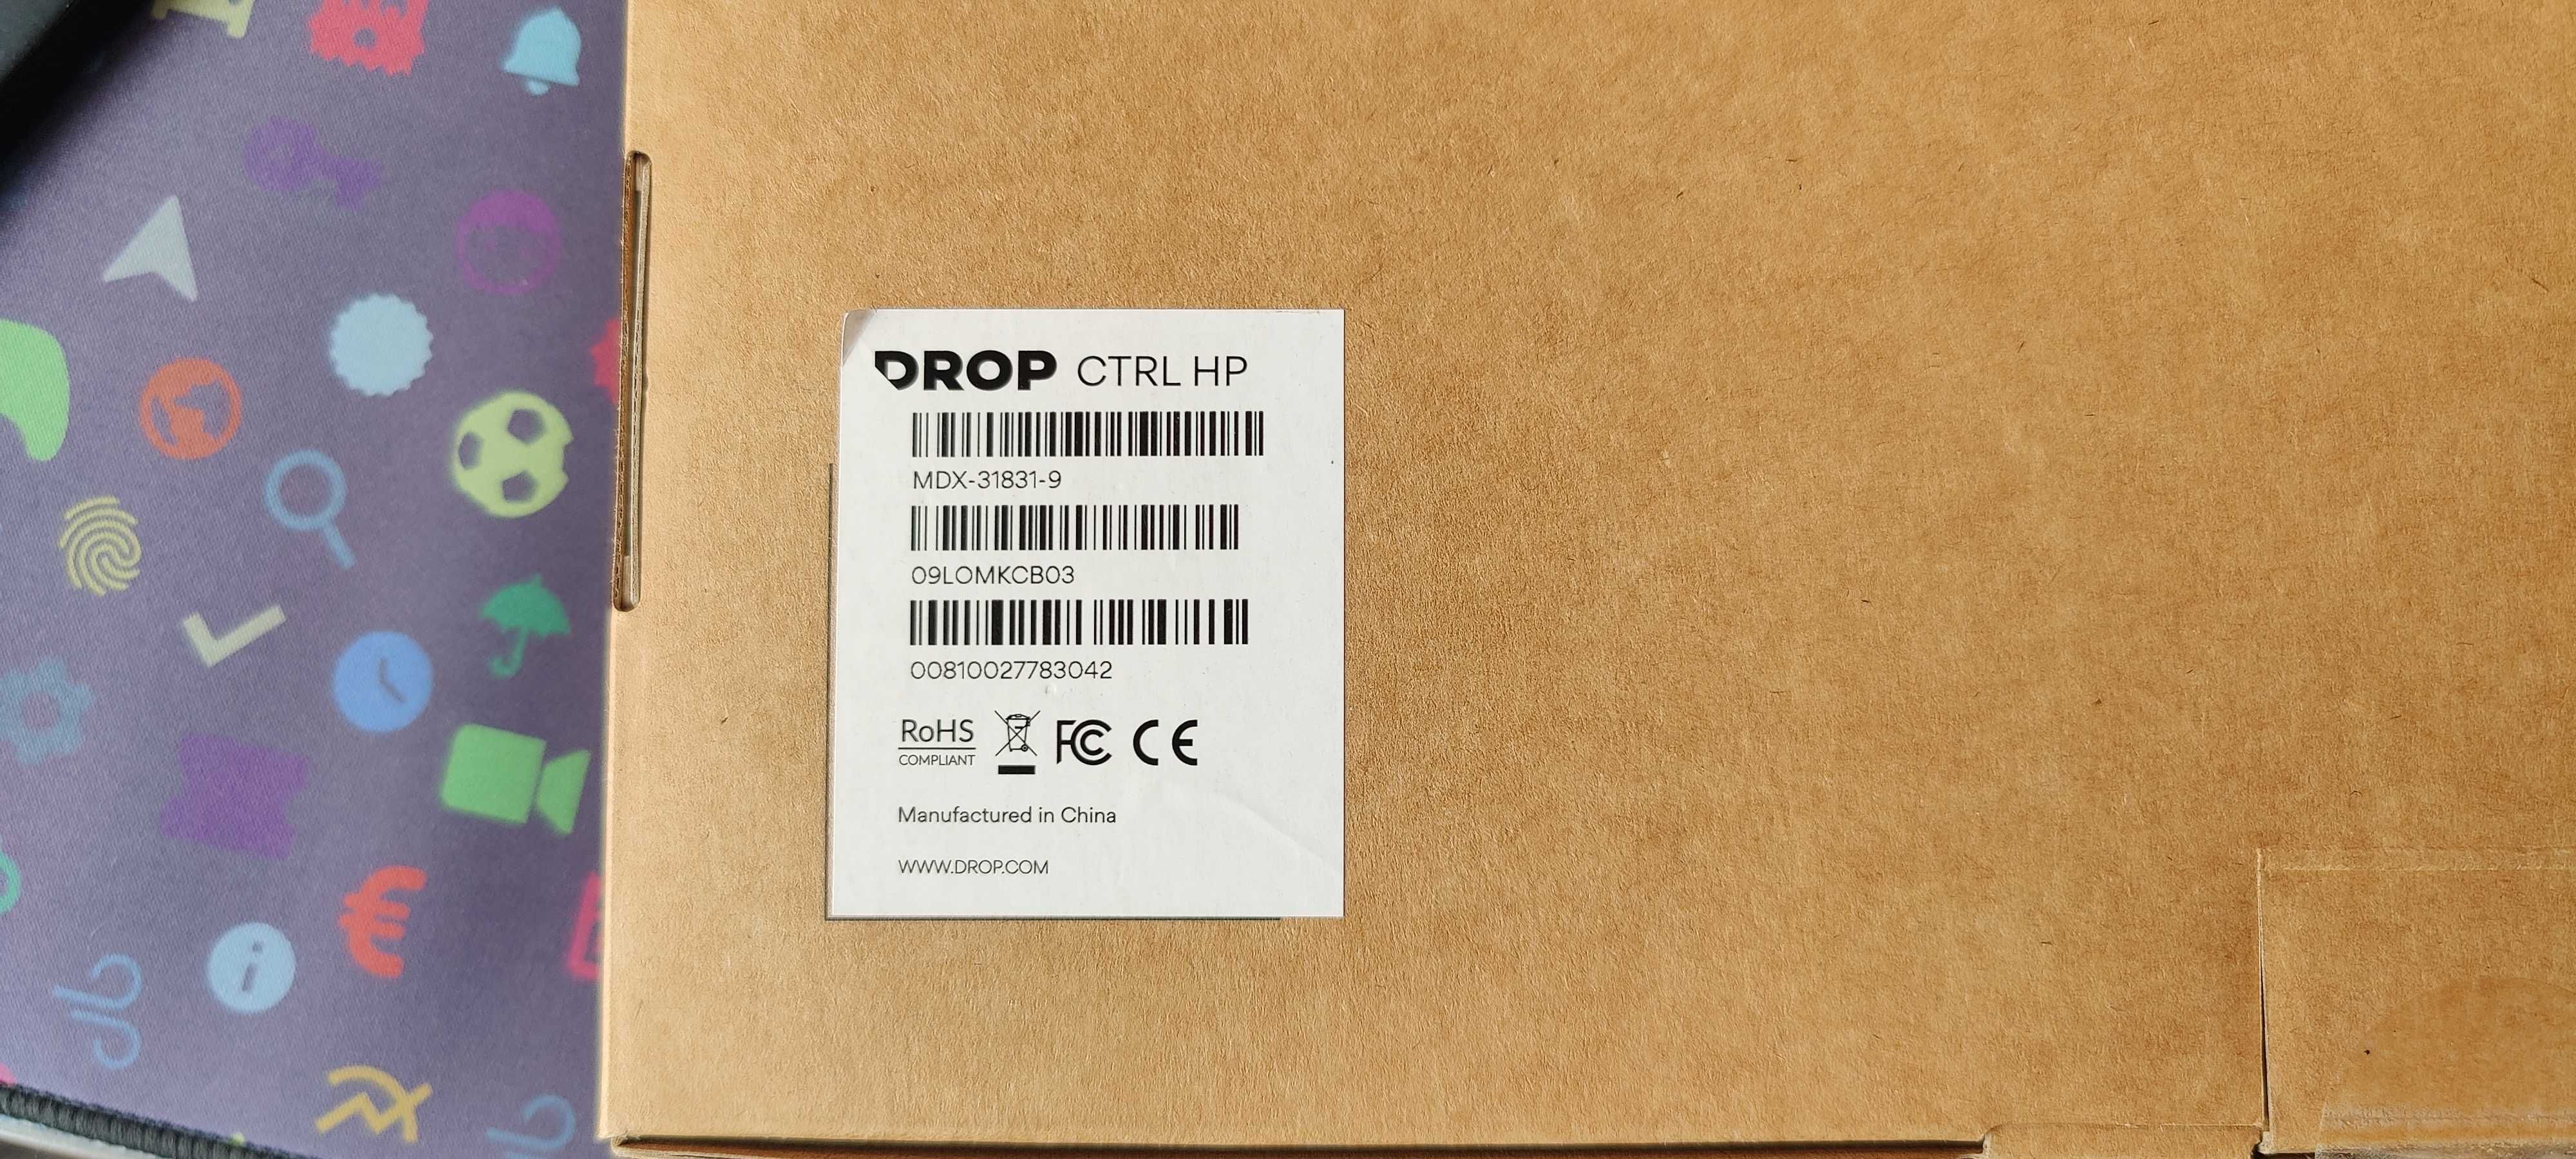 DROP CTRL HP
MDX-31831-9
09LOMKCB03
00810027783042
RoHS
COMPLIANT
FC CE
Manufactured in China
WWW.DROP.COM